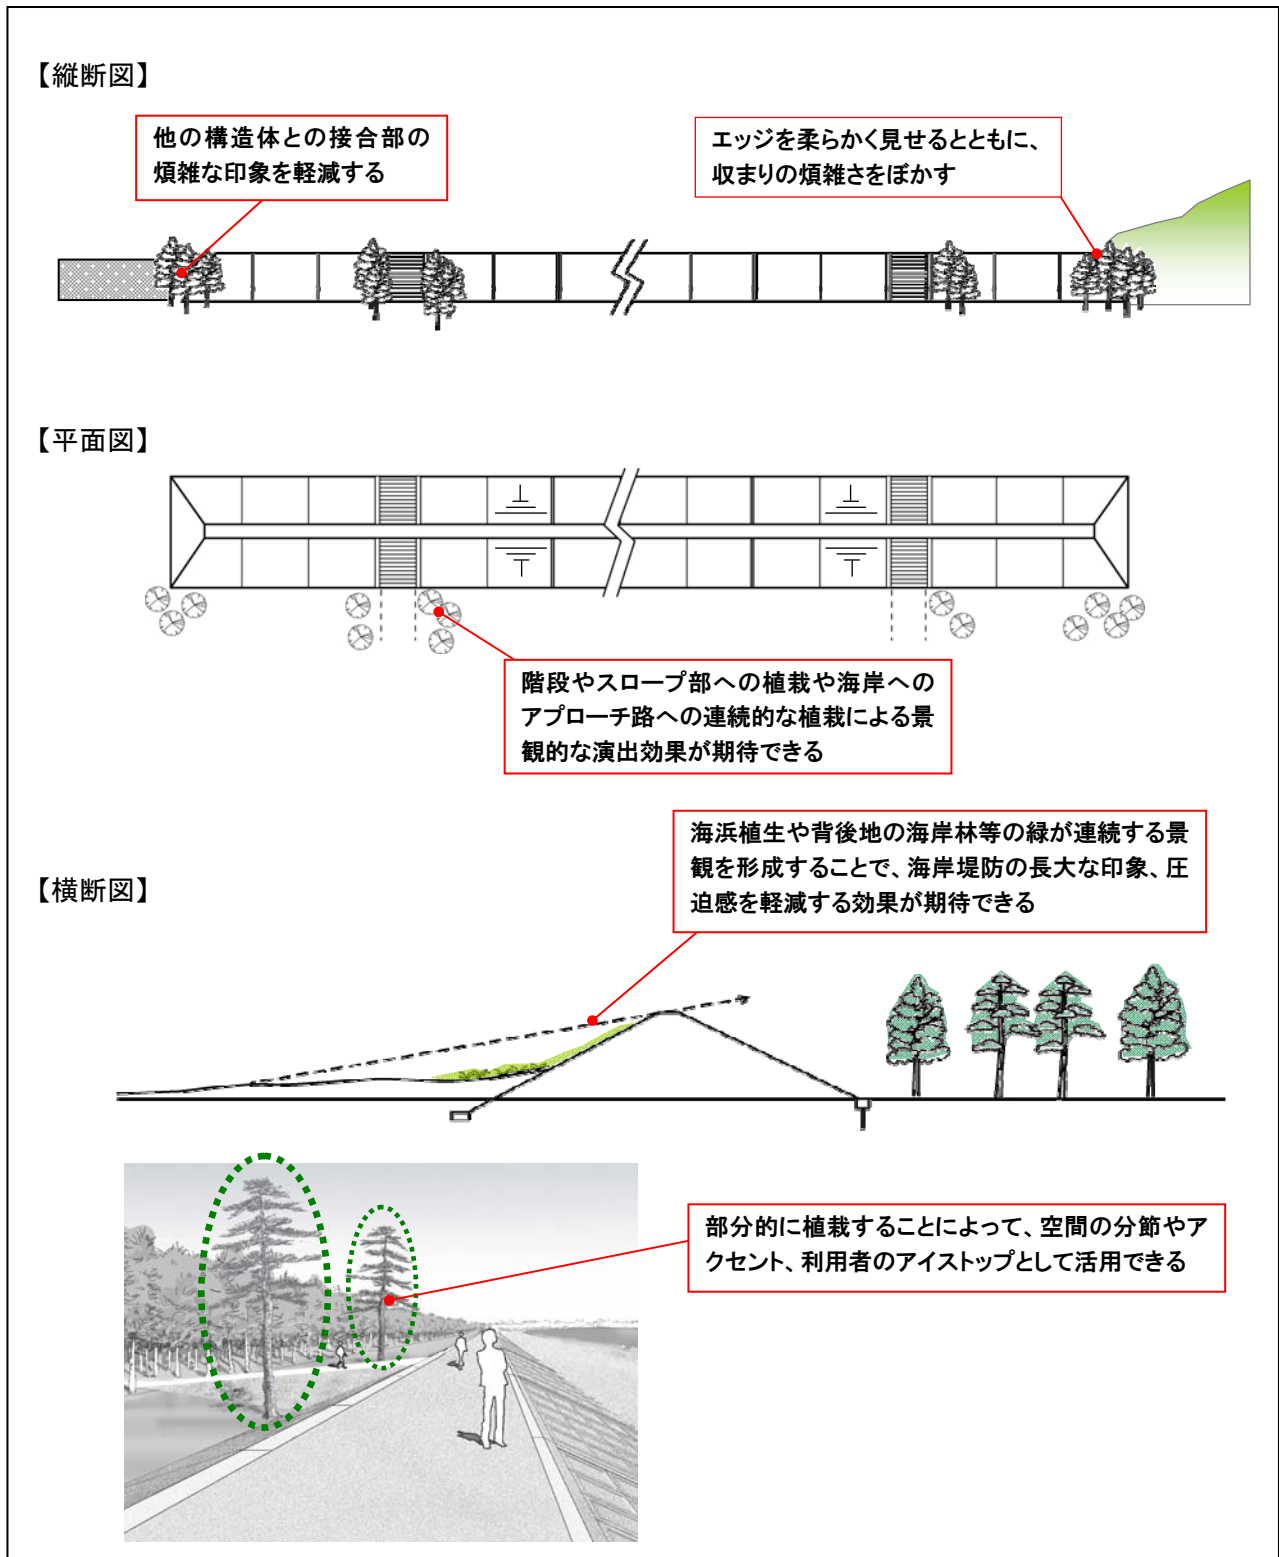 【縦断図】
他の構造体との接合部の
煩雑な印象を軽減する
エッジを柔らかく見せるとともに、
収まりの煩雑さをぼかす
【平面図】
階段やスロープ部への植栽や海岸への
アプローチ路への連続的な植栽による景
観的な演出効果が期待できる
海浜植生や背後地の海岸林等の緑が連続する景
観を形成することで、海岸堤防の長大な印象、圧
迫感を軽減する効果が期待できる
【横断図】
部分的に植栽することによって、空間の分節やア
クセント、利用者のアイストップとして活用できる